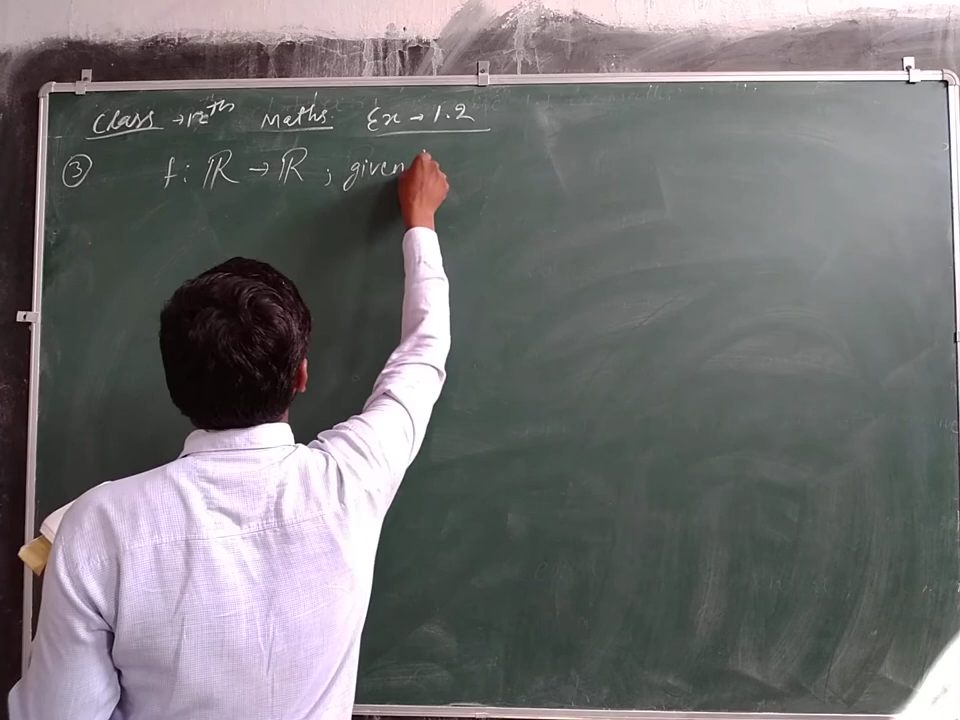 Class → 12th Maths. Ex → 1.2
③ f: ℝ → ℝ ; given